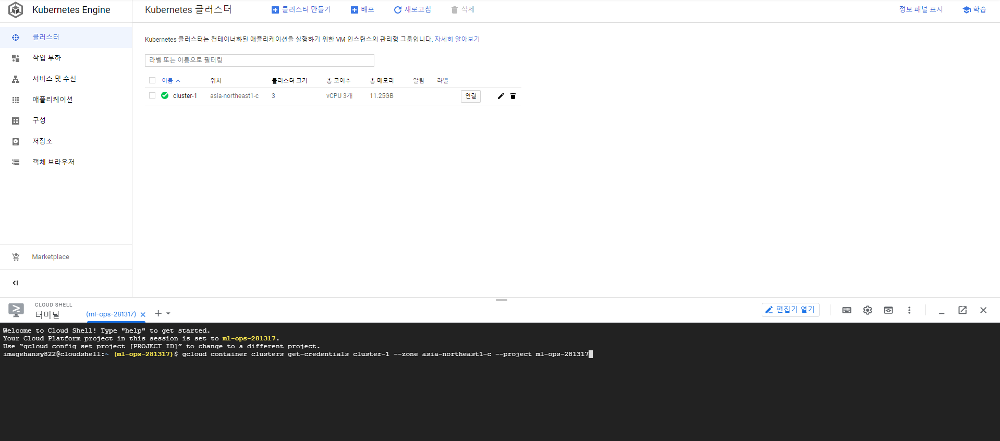 Kubernetes Engine
Kubernetes 클러스터
클러스터 만들기
배포
새로고침
삭제
정보 패널 표시
학습
클러스터
작업 부하
서비스 및 수신
애플리케이션
구성
저장소
객체 브라우저
Marketplace
Kubernetes 클러스터는 컨테이너화된 애플리케이션을 실행하기 위한 VM 인스턴스의 관리형 그룹입니다. 자세히 알아보기
라벨 또는 이름으로 필터링
이름 위치 클러스터 크기 총 코어수 총 메모리 알림 라벨
cluster-1 asia-northeast1-c 3 vCPU 3개 11.25GB 연결
CLOUD SHELL
터미널
(ml-ops-281317)
편집기 열기
Welcome to Cloud Shell! Type "help" to get started.
Your Cloud Platform project in this session is set to ml-ops-281317.
Use “gcloud config set project [PROJECT_ID]” to change to a different project.
imagehansy822@cloudshell:~ (ml-ops-281317)$ gcloud container clusters get-credentials cluster-1 --zone asia-northeast1-c --project ml-ops-281317